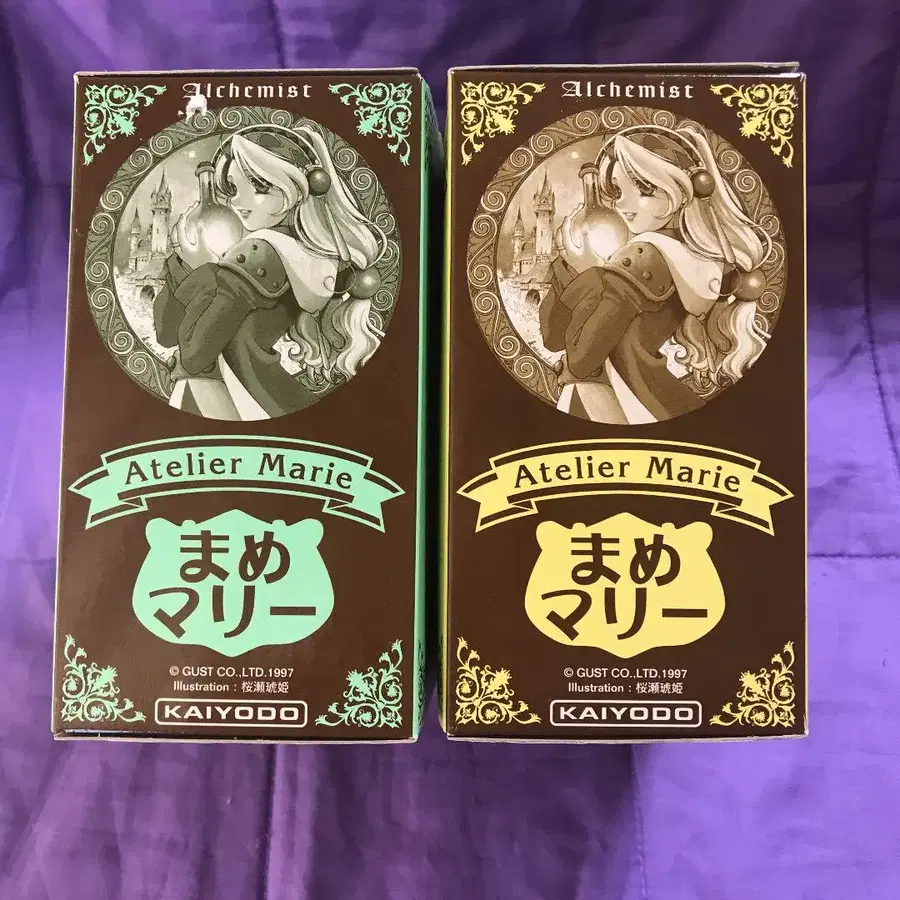 Alchemist
Atelier Marie
まめ
マリー
© GUST CO.,LTD.1997
Illustration : 桜瀬琥姫
KAIYODO
Alchemist
Atelier Marie
まめ
マリー
© GUST CO.,LTD.1997
Illustration : 桜瀬琥姫
KAIYODO